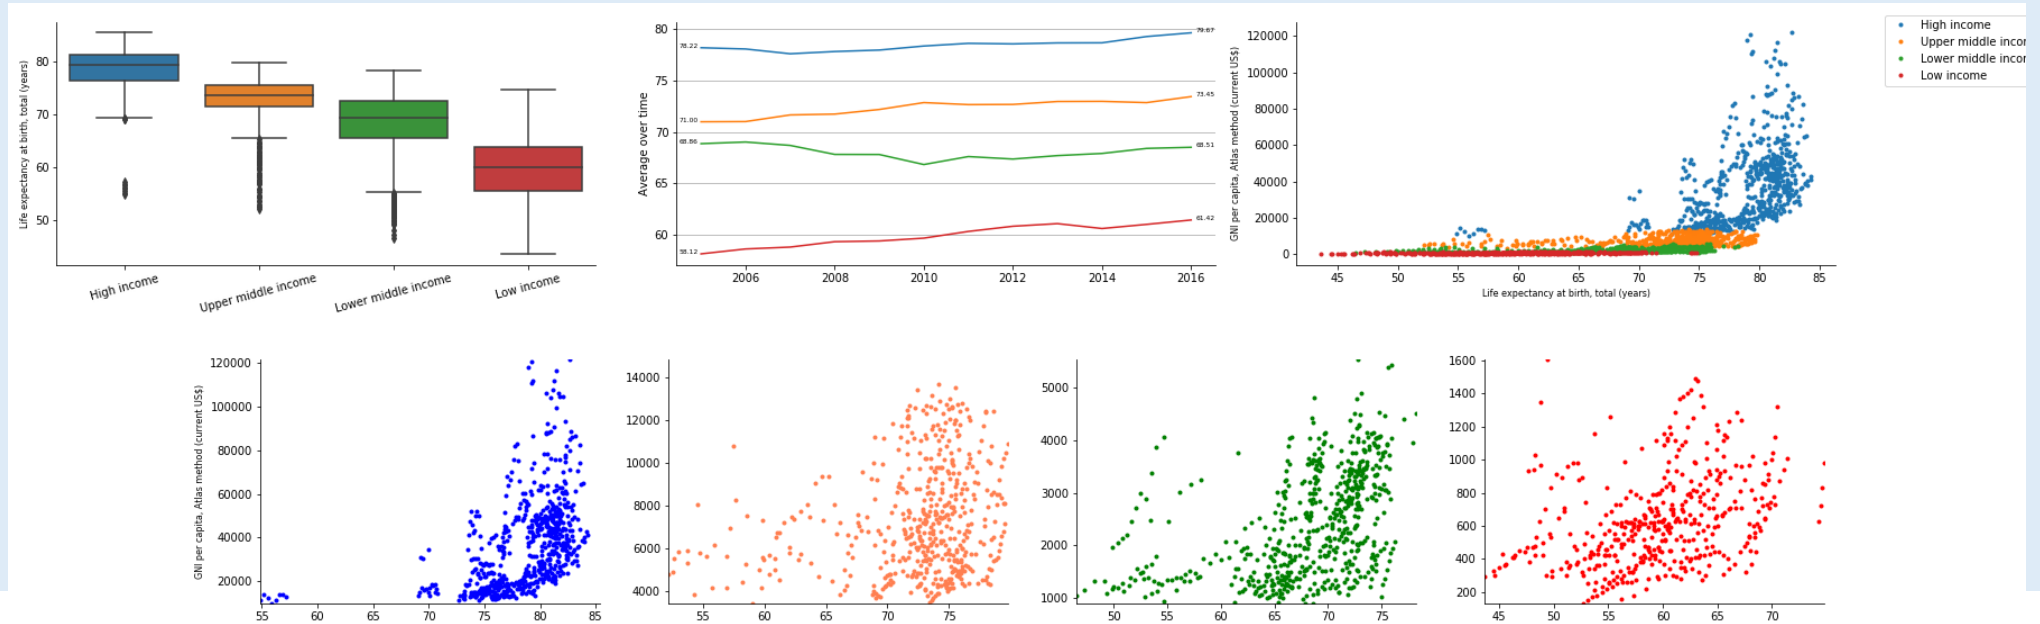 Life expectancy at birth, total (years)
80
70
60
50
High income
Upper middle income
Lower middle income
Low income
Average over time
80
75
70
65
60
78.22
79.67
71.00
73.45
68.86
68.51
58.12
61.42
2006 2008 2010 2012 2014 2016
GNI per capita, Atlas method (current US$)
120000
100000
80000
60000
40000
20000
0
45 50 55 60 65 70 75 80 85
Life expectancy at birth, total (years)
High income
Upper middle incor
Lower middle incor
Low income
GNI per capita, Atlas method (current US$)
120000
100000
80000
60000
40000
20000
55 60 65 70 75 80 85
14000
12000
10000
8000
6000
4000
55 60 65 70 75
5000
4000
3000
2000
1000
50 55 60 65 70 75
1600
1400
1200
1000
800
600
400
200
45 50 55 60 65 70